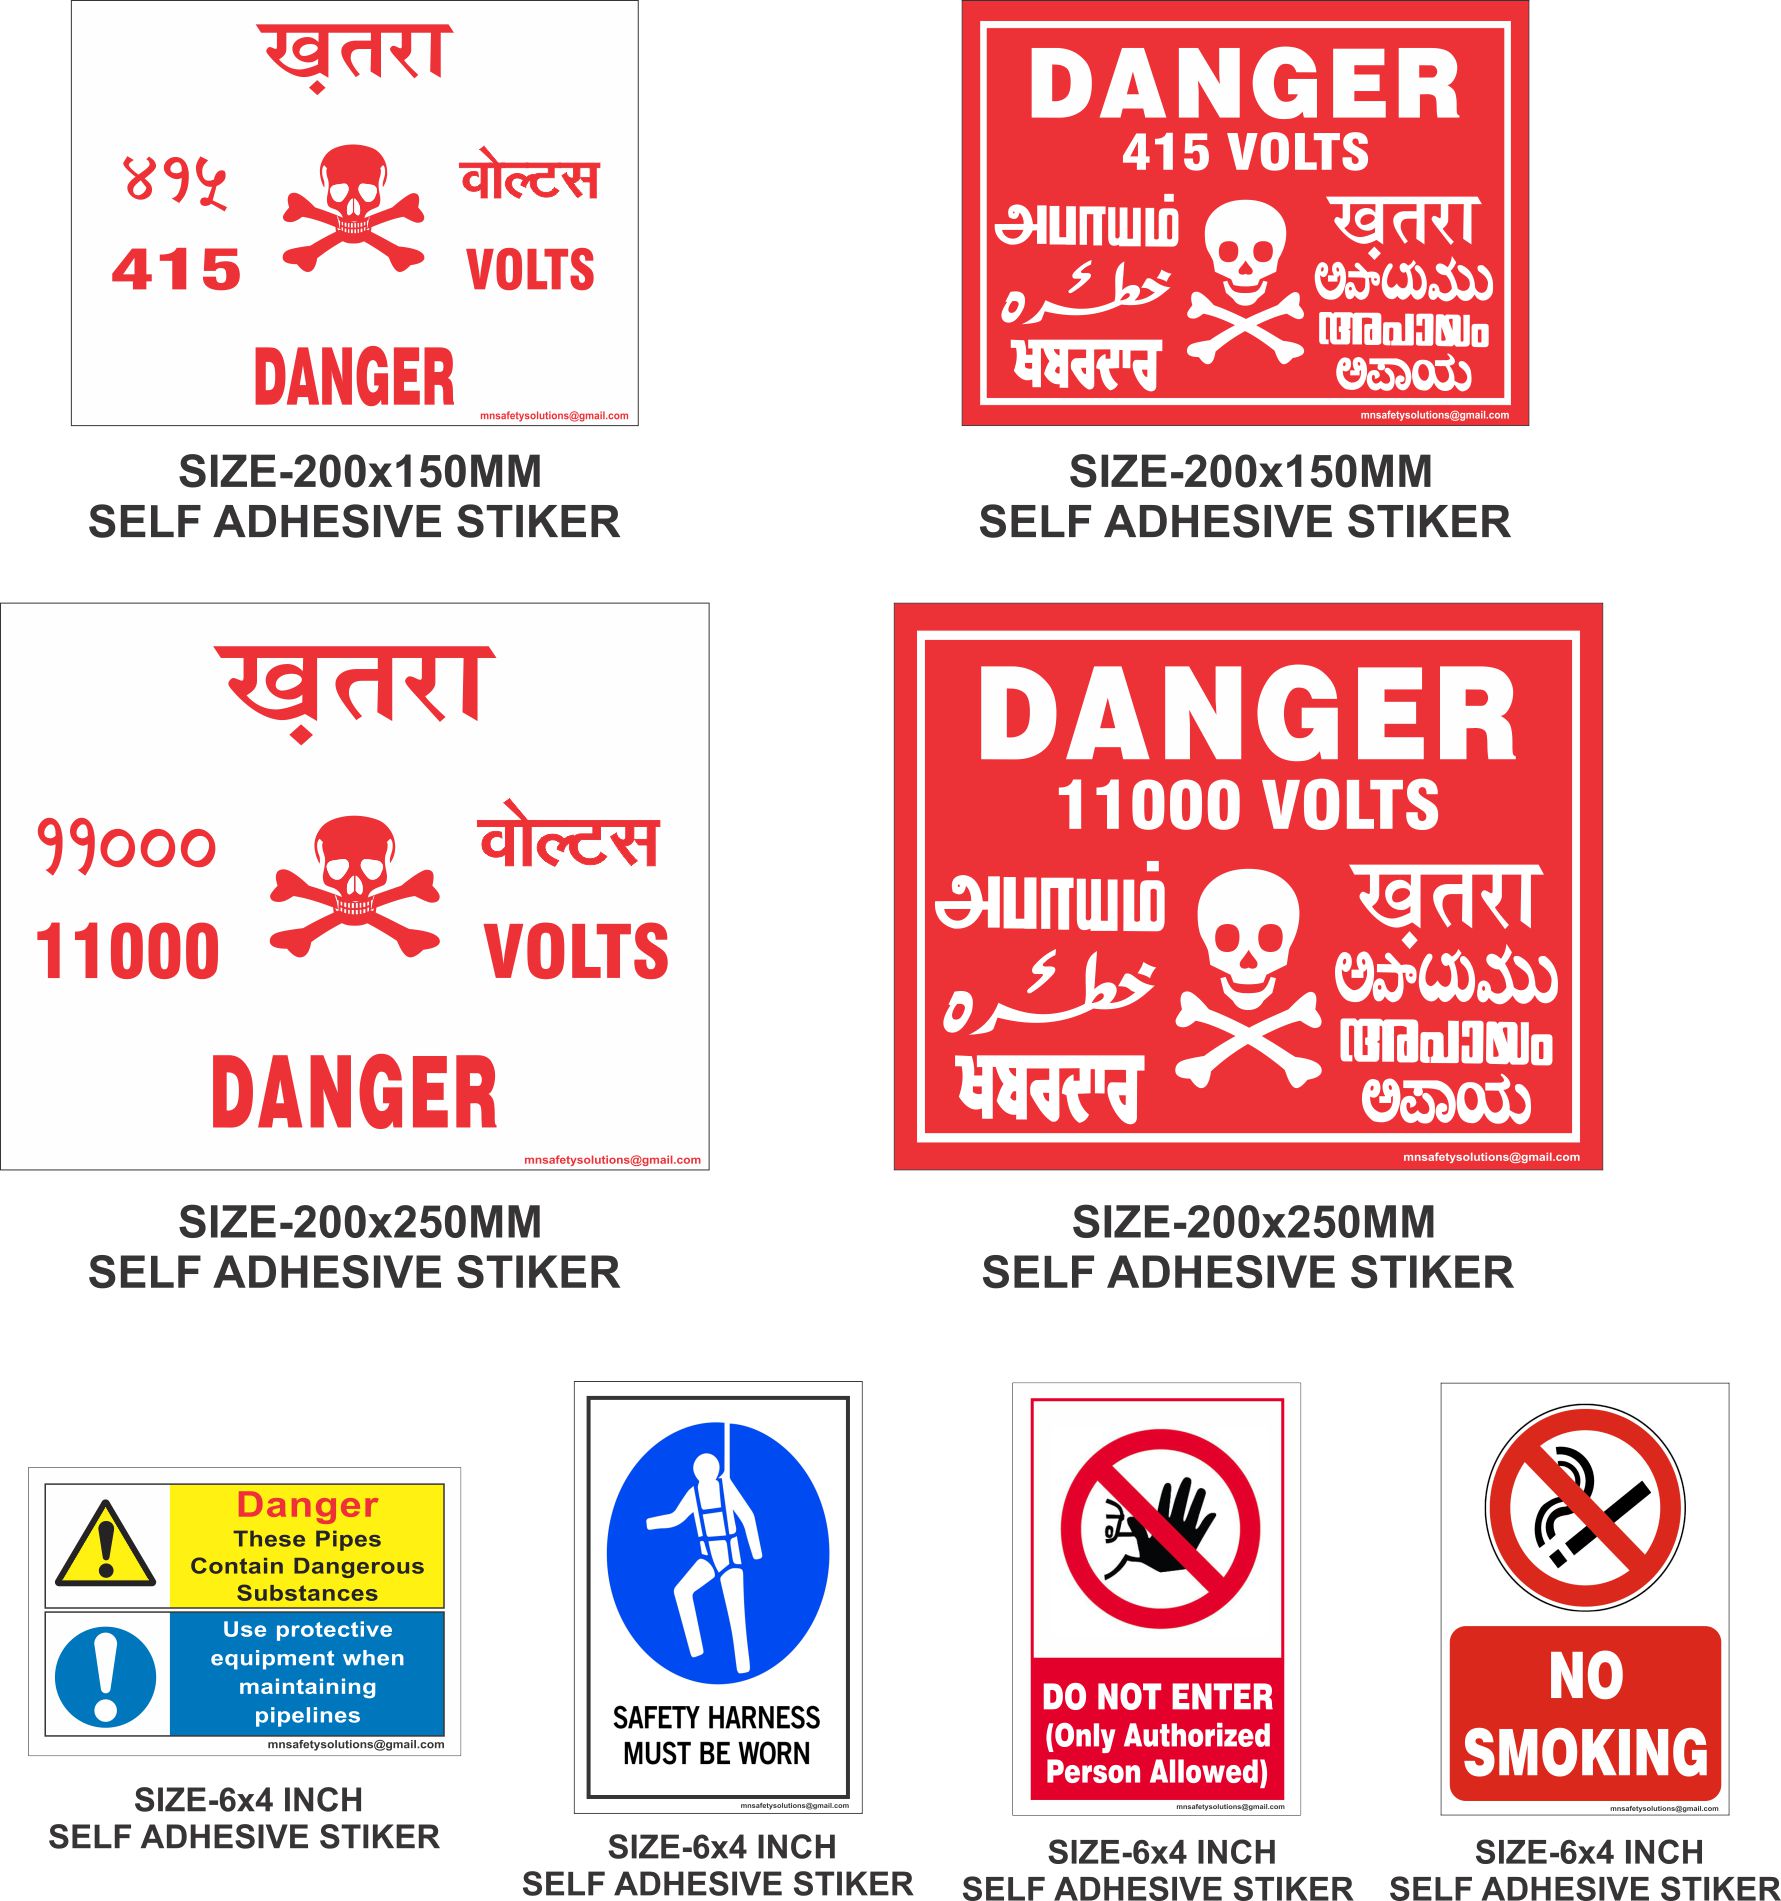 ख़तरा
४१५
वोल्टस
415
VOLTS
DANGER
mnsafetysolutions@gmail.com
SIZE-200x150MM
SELF ADHESIVE STIKER
DANGER
415 VOLTS
அபாயம்
خطره
ਖਬਰਦਾਰ
ख़तरा
అపాయము
അപായം
ಅಪಾಯ
mnsafetysolutions@gmail.com
SIZE-200x150MM
SELF ADHESIVE STIKER
ख़तरा
११०००
वोल्टस
11000
VOLTS
DANGER
mnsafetysolutions@gmail.com
SIZE-200x250MM
SELF ADHESIVE STIKER
DANGER
11000 VOLTS
அபாயம்
خطره
ਖਬਰਦਾਰ
ख़तरा
అపాయము
അപായം
ಅಪಾಯ
mnsafetysolutions@gmail.com
SIZE-200x250MM
SELF ADHESIVE STIKER
Danger
These Pipes
Contain Dangerous
Substances
Use protective
equipment when
maintaining
pipelines
mnsafetysolutions@gmail.com
SIZE-6x4 INCH
SELF ADHESIVE STIKER
SAFETY HARNESS
MUST BE WORN
mnsafetysolutions@gmail.com
SIZE-6x4 INCH
SELF ADHESIVE STIKER
DO NOT ENTER
(Only Authorized
Person Allowed)
mnsafetysolutions@gmail.com
SIZE-6x4 INCH
SELF ADHESIVE STIKER
NO
SMOKING
mnsafetysolutions@gmail.com
SIZE-6x4 INCH
SELF ADHESIVE STIKER